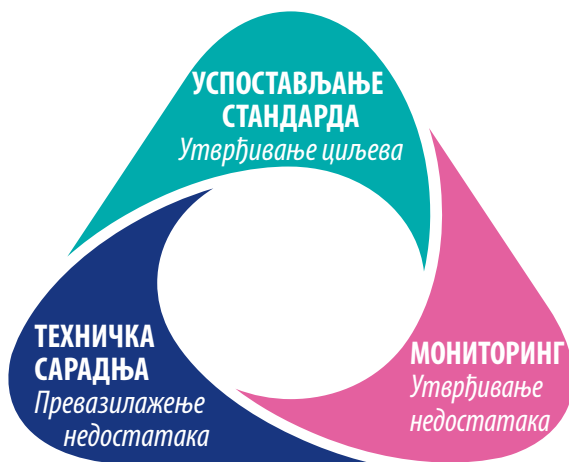 УСПОСТАВЉАЊЕ
СТАНДАРДА
Утврђивање циљева
ТЕХНИЧКА
САРАДЊА
Превазилажење
недостатака
МОНИТОРИНГ
Утврђивање
недостатака